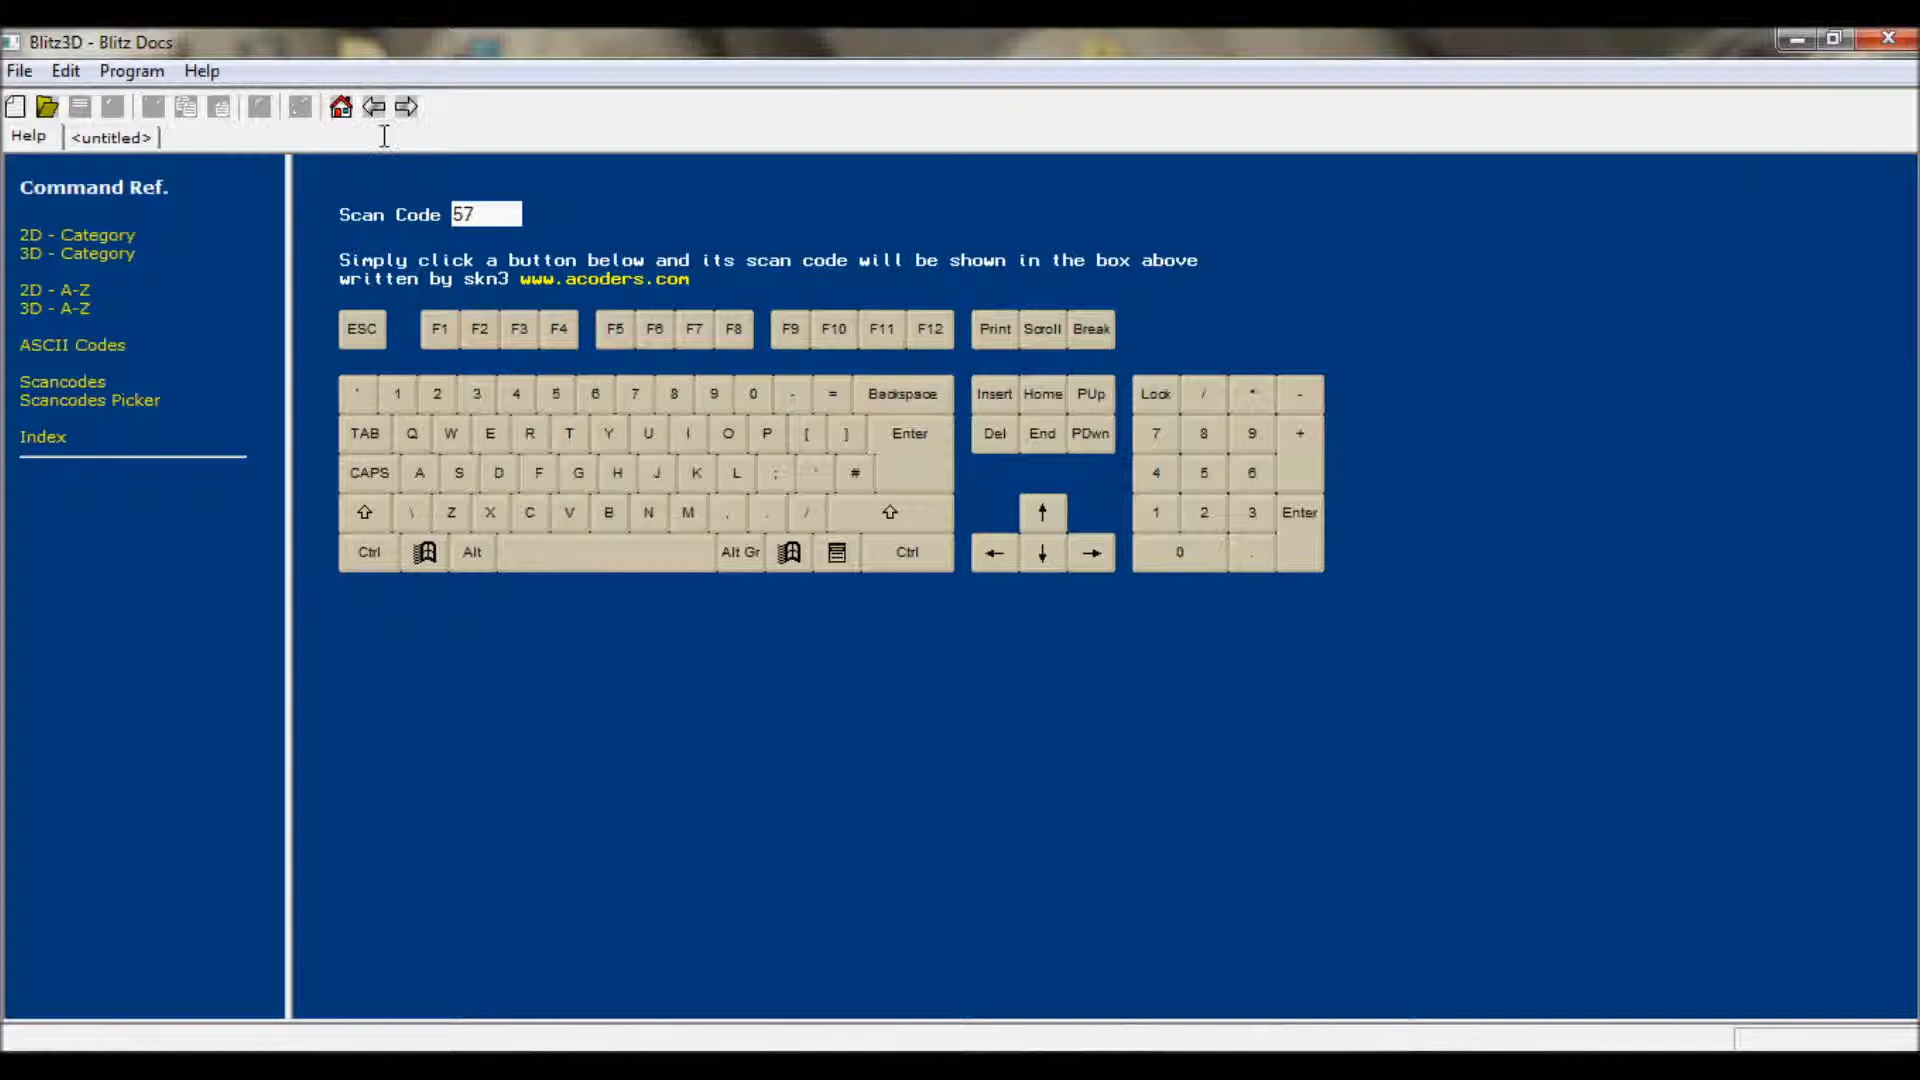 Blitz3D - Blitz Docs
File Edit Program Help
Help <untitled>
Command Ref.
2D - Category
3D - Category
2D - A-Z
3D - A-Z
ASCII Codes
Scancodes
Scancodes Picker
Index
Scan Code 57
Simply click a button below and its scan code will be shown in the box above
written by skn3 www.acoders.com
ESC F1 F2 F3 F4 F5 F6 F7 F8 F9 F10 F11 F12 Print Scroll Break
1 2 3 4 5 6 7 8 9 0 - = Backspace Insert Home PUp Lock / * -
TAB Q W E R T Y U I O P [ ] Enter Del End PDwn 7 8 9 +
CAPS A S D F G H J K L ; ' # 4 5 6
\ Z X C V B N M , . / 1 2 3 Enter
Ctrl Alt Alt Gr Ctrl 0 .